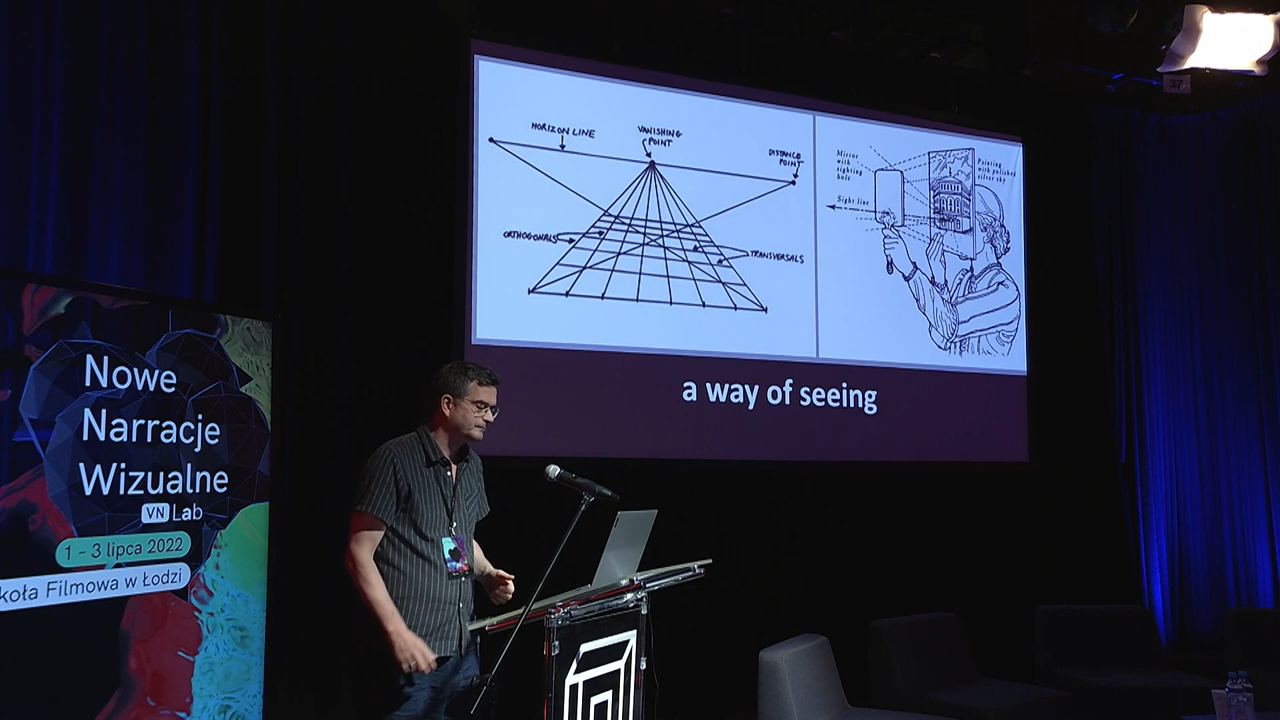 HORIZON LINE
VANISHING
POINT
DISTANCE
POINT
ORTHOGONALS
TRANSVERSALS
Mirror
with
sighting
hole
Painting
with polished
silver sky
Sight line
a way of seeing
Nowe
Narracje
Wizualne
VN Lab
1 - 3 lipca 2022
koła Filmowa w Łodzi
37